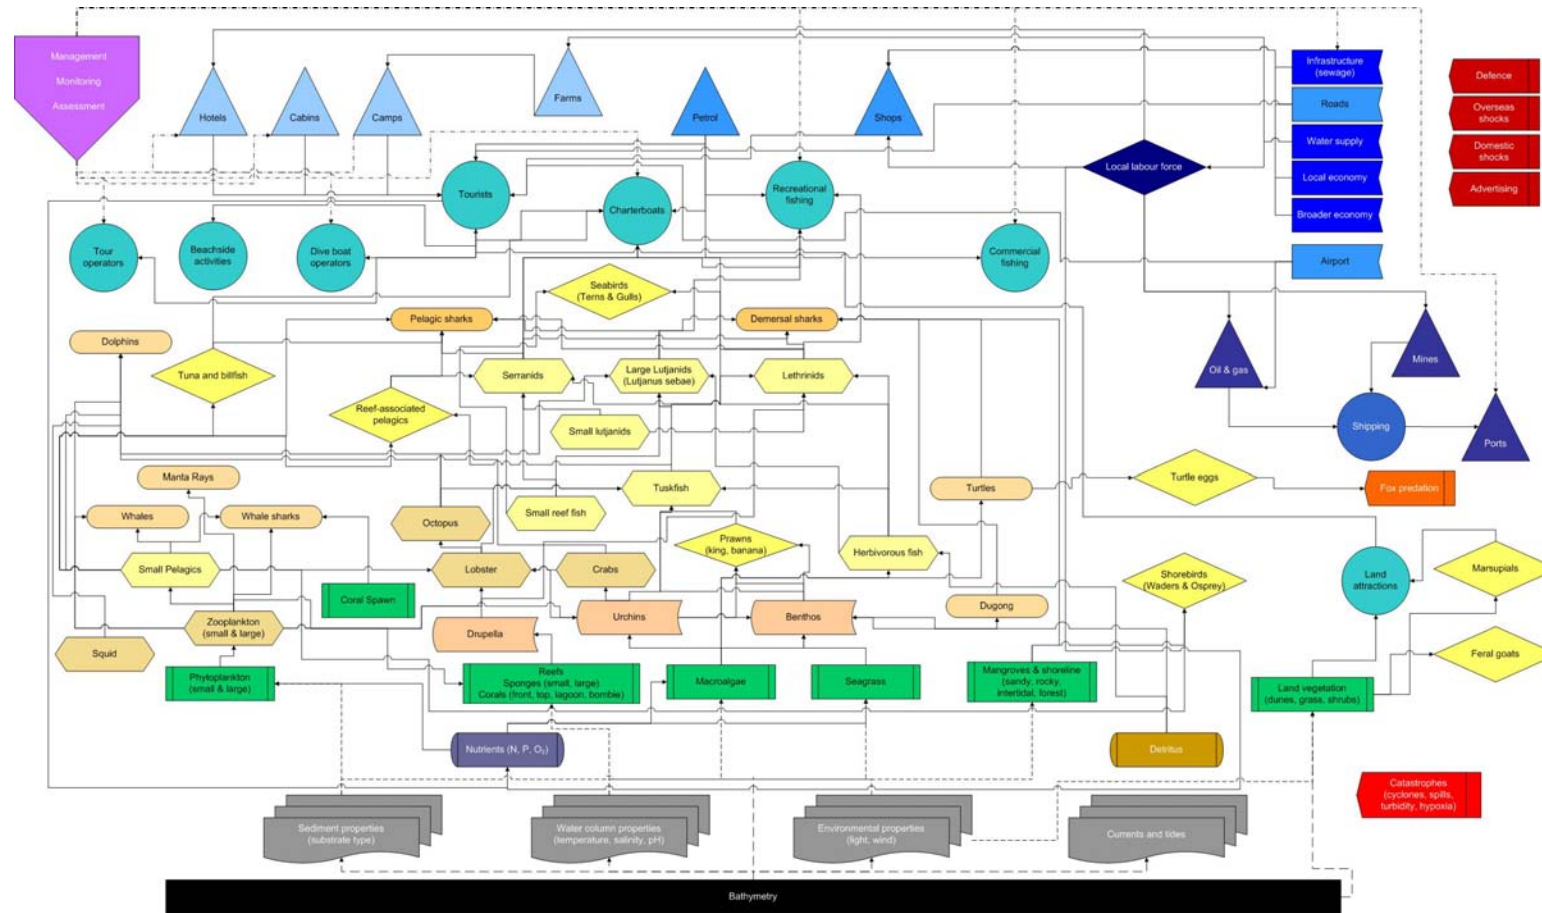 Management
Monitoring
Assessment
Hotels
Cabins
Camps
Farms
Petrol
Shops
Infrastructure
(sewage)
Roads
Water supply
Local economy
Broader economy
Airport
Defence
Overseas
shocks
Domestic
shocks
Advertising
Local labour force
Tourists
Charterboats
Recreational
fishing
Tour
operators
Beachside
activities
Dive boat
operators
Commercial
fishing
Seabirds
(Terns & Gulls)
Pelagic sharks
Demersal sharks
Dolphins
Tuna and billfish
Serranids
Large Lutjanids
(Lutjanus sebae)
Lethrinids
Oil & gas
Mines
Reef-associated
pelagics
Small lutjanids
Shipping
Ports
Manta Rays
Tuskfish
Turtles
Turtle eggs
Fox predation
Whales
Whale sharks
Octopus
Small reef fish
Prawns
(king, banana)
Herbivorous fish
Small Pelagics
Lobster
Crabs
Shorebirds
(Waders & Osprey)
Land
attractions
Marsupials
Coral Spawn
Zooplankton
(small & large)
Drupella
Urchins
Benthos
Dugong
Squid
Feral goats
Phytoplankton
(small & large)
Reefs
Sponges (small, large)
Corals (front, top, lagoon, bombie)
Macroalgae
Seagrass
Mangroves & shoreline
(sandy, rocky,
intertidal, forest)
Land vegetation
(dunes, grass, shrubs)
Nutrients (N, P, O₂)
Detritus
Catastrophes
(cyclones, spills,
turbidity, hypoxia)
Sediment properties
(substrate type)
Water column properties
(temperature, salinity, pH)
Environmental properties
(light, wind)
Currents and tides
Bathymetry